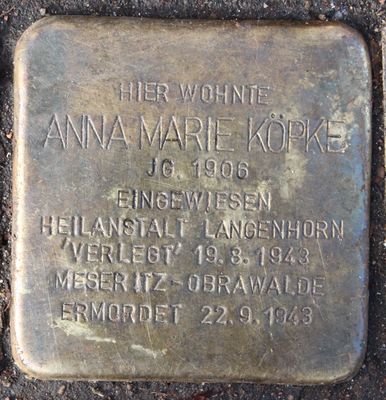 HIER WOHNTE
ANNA MARIE KÖPKE
JG. 1906
EINGEWIESEN
HEILANSTALT LANGENHORN
'VERLEGT' 19.8.1943
MESERITZ-OBRAWALDE
ERMORDET 22.9.1943